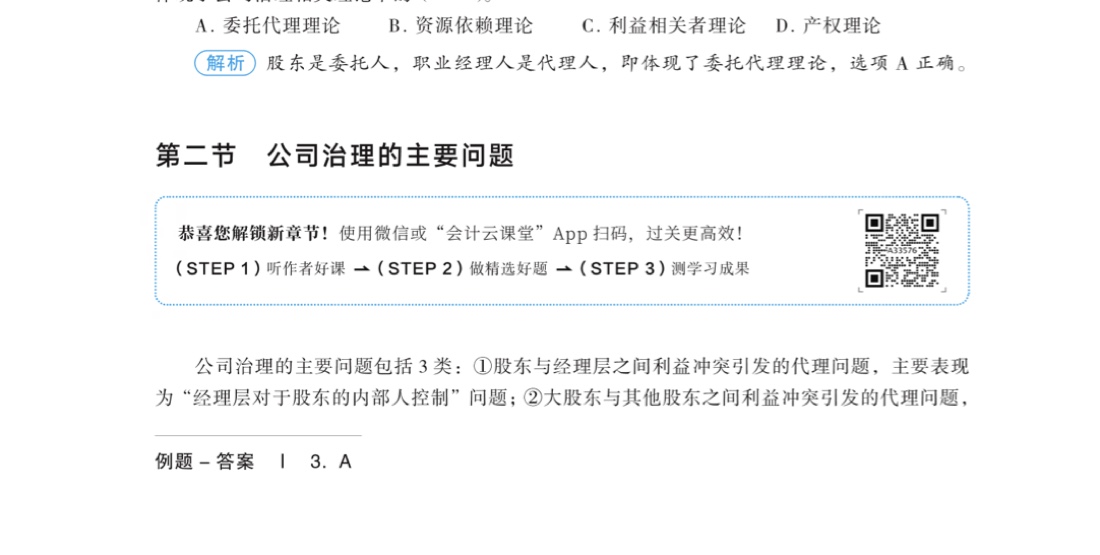 A. 委托代理理论 B. 资源依赖理论 C. 利益相关者理论 D. 产权理论
解析 股东是委托人，职业经理人是代理人，即体现了委托代理理论，选项 A 正确。
第二节 公司治理的主要问题
恭喜您解锁新章节！使用微信或“会计云课堂”App 扫码，过关更高效！
（STEP 1）听作者好课 ⇀（STEP 2）做精选好题 ⇀（STEP 3）测学习成果
A33576
公司治理的主要问题包括 3 类：①股东与经理层之间利益冲突引发的代理问题，主要表现
为“经理层对于股东的内部人控制”问题；②大股东与其他股东之间利益冲突引发的代理问题，
例题 – 答案 | 3. A